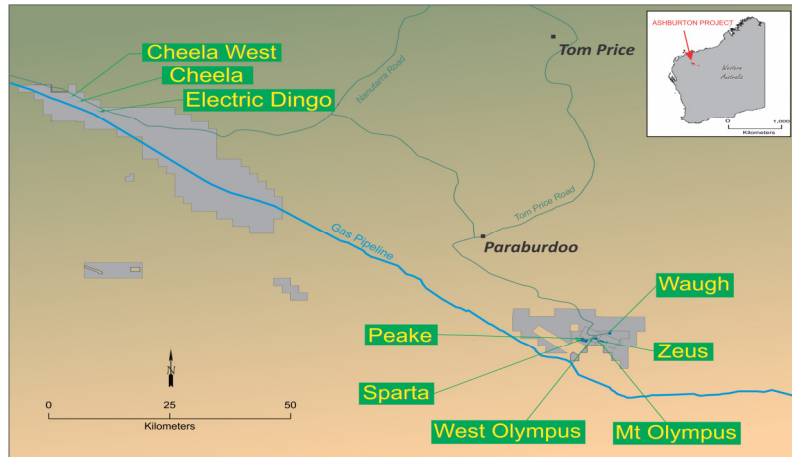 ASHBURTON PROJECT
Western
Australia
0 1,000
Kilometers
Cheela West
Cheela
Electric Dingo
Tom Price
Nanutarra Road
Tom Price Road
Gas Pipeline
Paraburdoo
Waugh
Peake
Zeus
Sparta
West Olympus
Mt Olympus
N
0 25 50
Kilometers